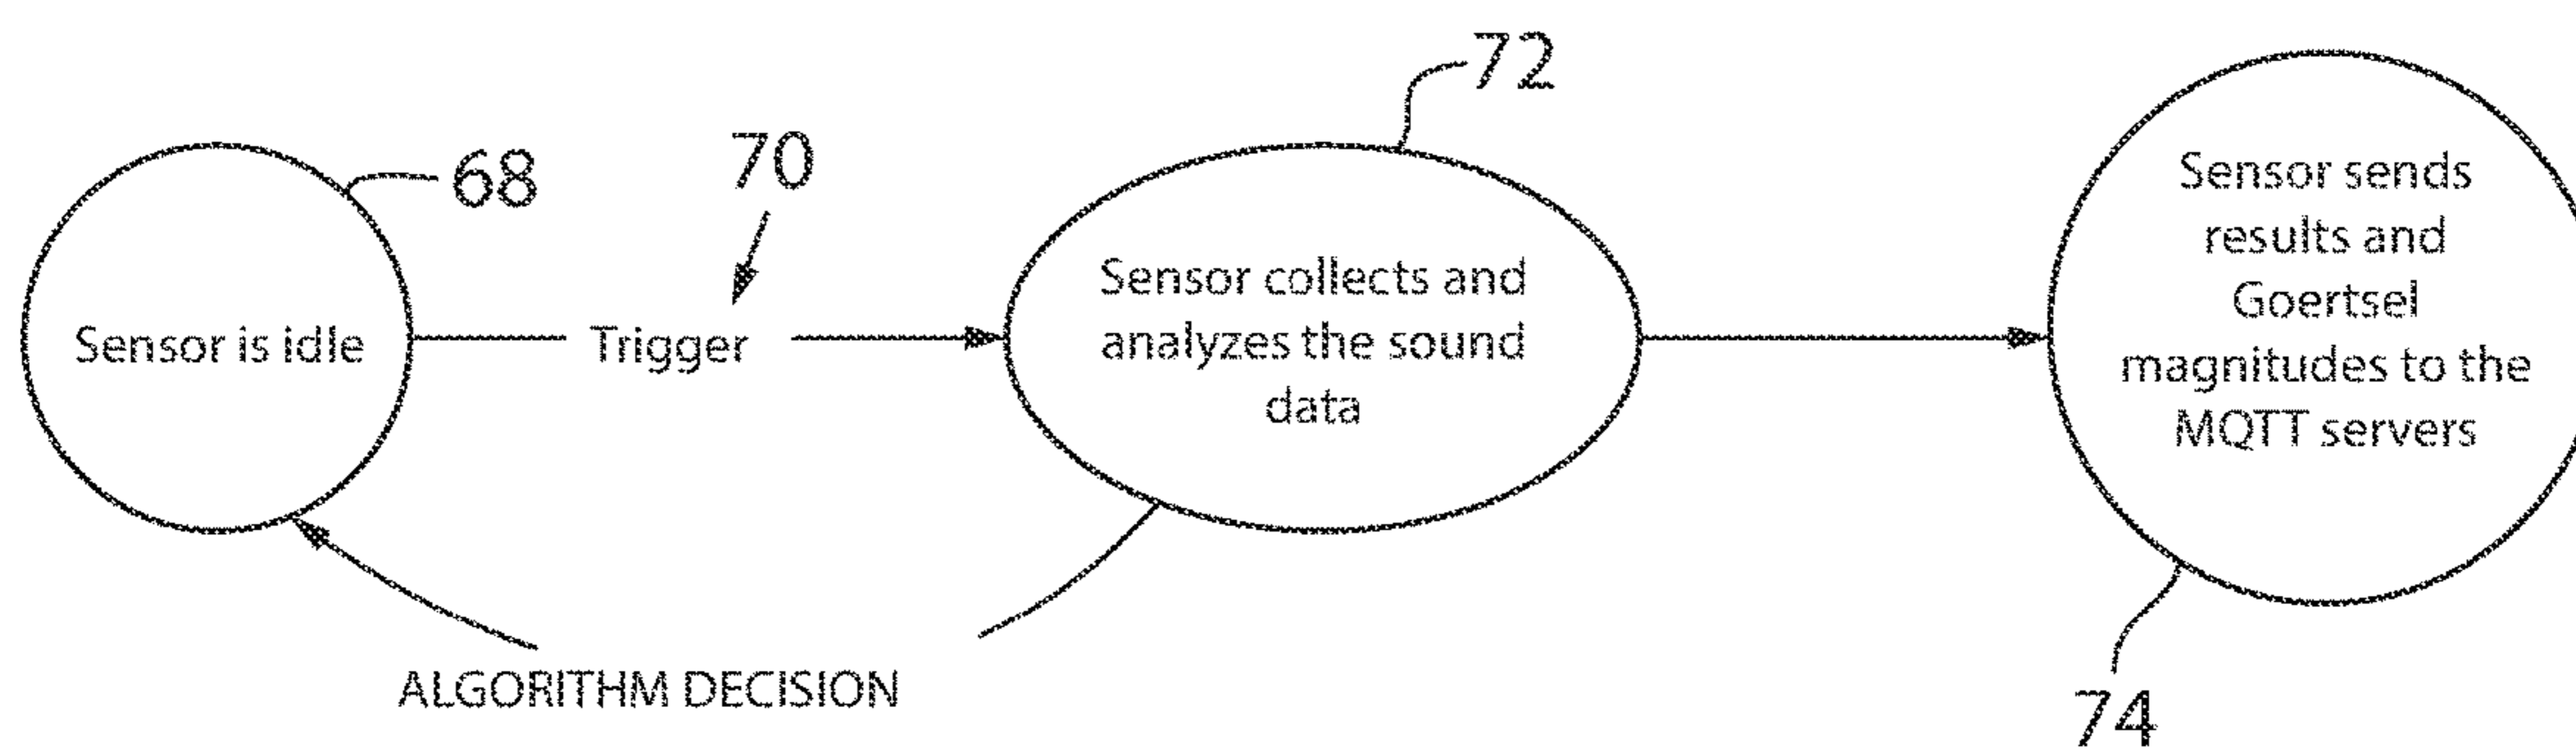 68
Sensor is idle
70
Trigger
72
Sensor collects and
analyzes the sound
data
Sensor sends
results and
Goertsel
magnitudes to the
MQTT servers
74
ALGORITHM DECISION